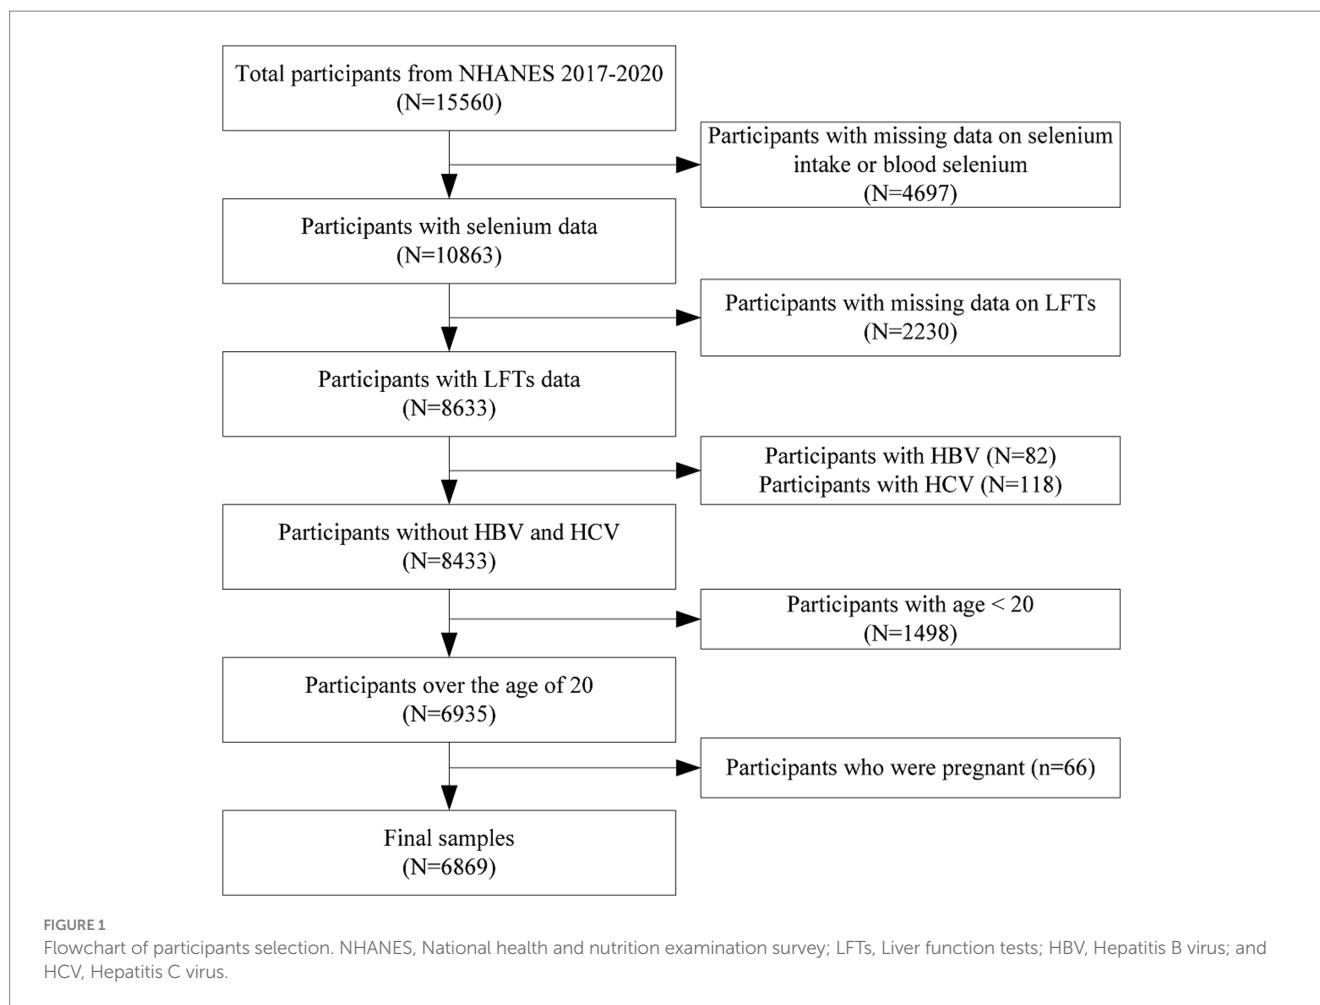 Total participants from NHANES 2017-2020
(N=15560)
Participants with missing data on selenium
intake or blood selenium
(N=4697)
Participants with selenium data
(N=10863)
Participants with missing data on LFTs
(N=2230)
Participants with LFTs data
(N=8633)
Participants with HBV (N=82)
Participants with HCV (N=118)
Participants without HBV and HCV
(N=8433)
Participants with age < 20
(N=1498)
Participants over the age of 20
(N=6935)
Participants who were pregnant (n=66)
Final samples
(N=6869)
FIGURE 1
Flowchart of participants selection. NHANES, National health and nutrition examination survey; LFTs, Liver function tests; HBV, Hepatitis B virus; and
HCV, Hepatitis C virus.